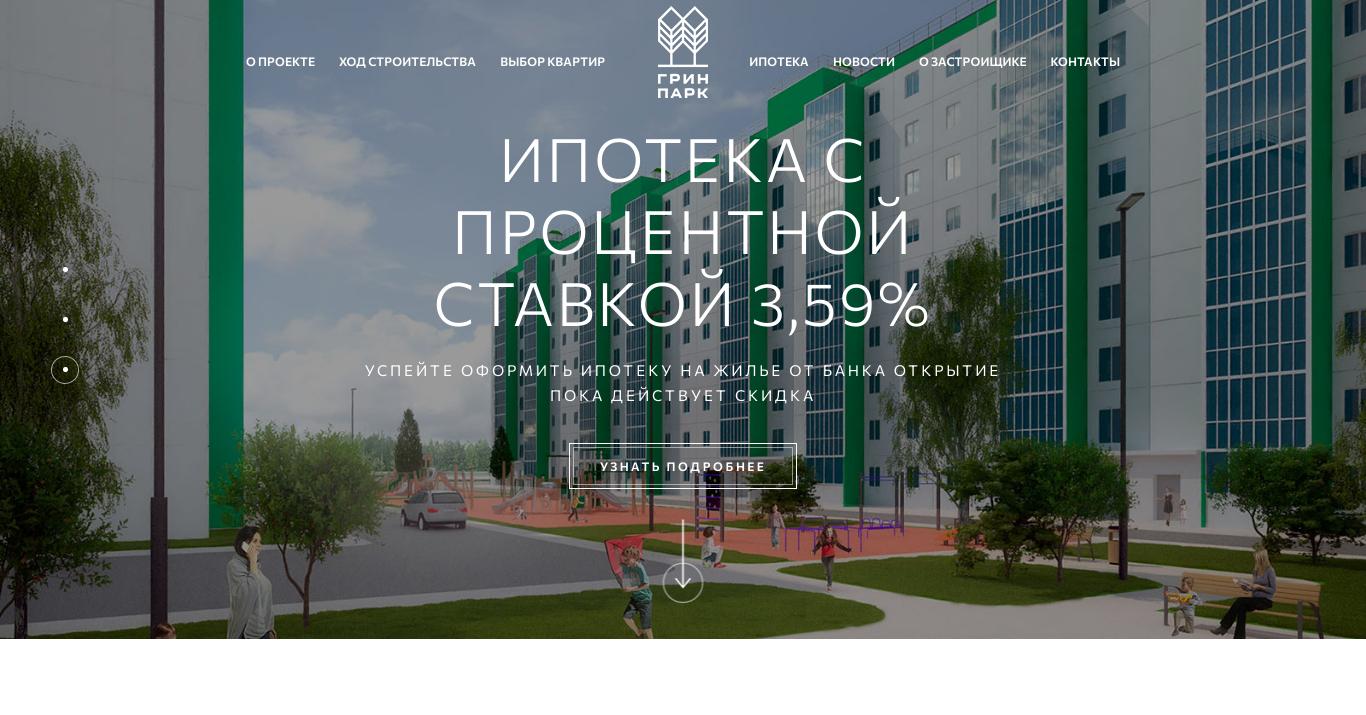 О ПРОЕКТЕ ХОД СТРОИТЕЛЬСТВА ВЫБОР КВАРТИР
ГРИН
ПАРК
ИПОТЕКА НОВОСТИ О ЗАСТРОЙЩИКЕ КОНТАКТЫ
ИПОТЕКА С
ПРОЦЕНТНОЙ
СТАВКОЙ 3,59%
УСПЕЙТЕ ОФОРМИТЬ ИПОТЕКУ НА ЖИЛЬЕ ОТ БАНКА ОТКРЫТИЕ
ПОКА ДЕЙСТВУЕТ СКИДКА
УЗНАТЬ ПОДРОБНЕЕ